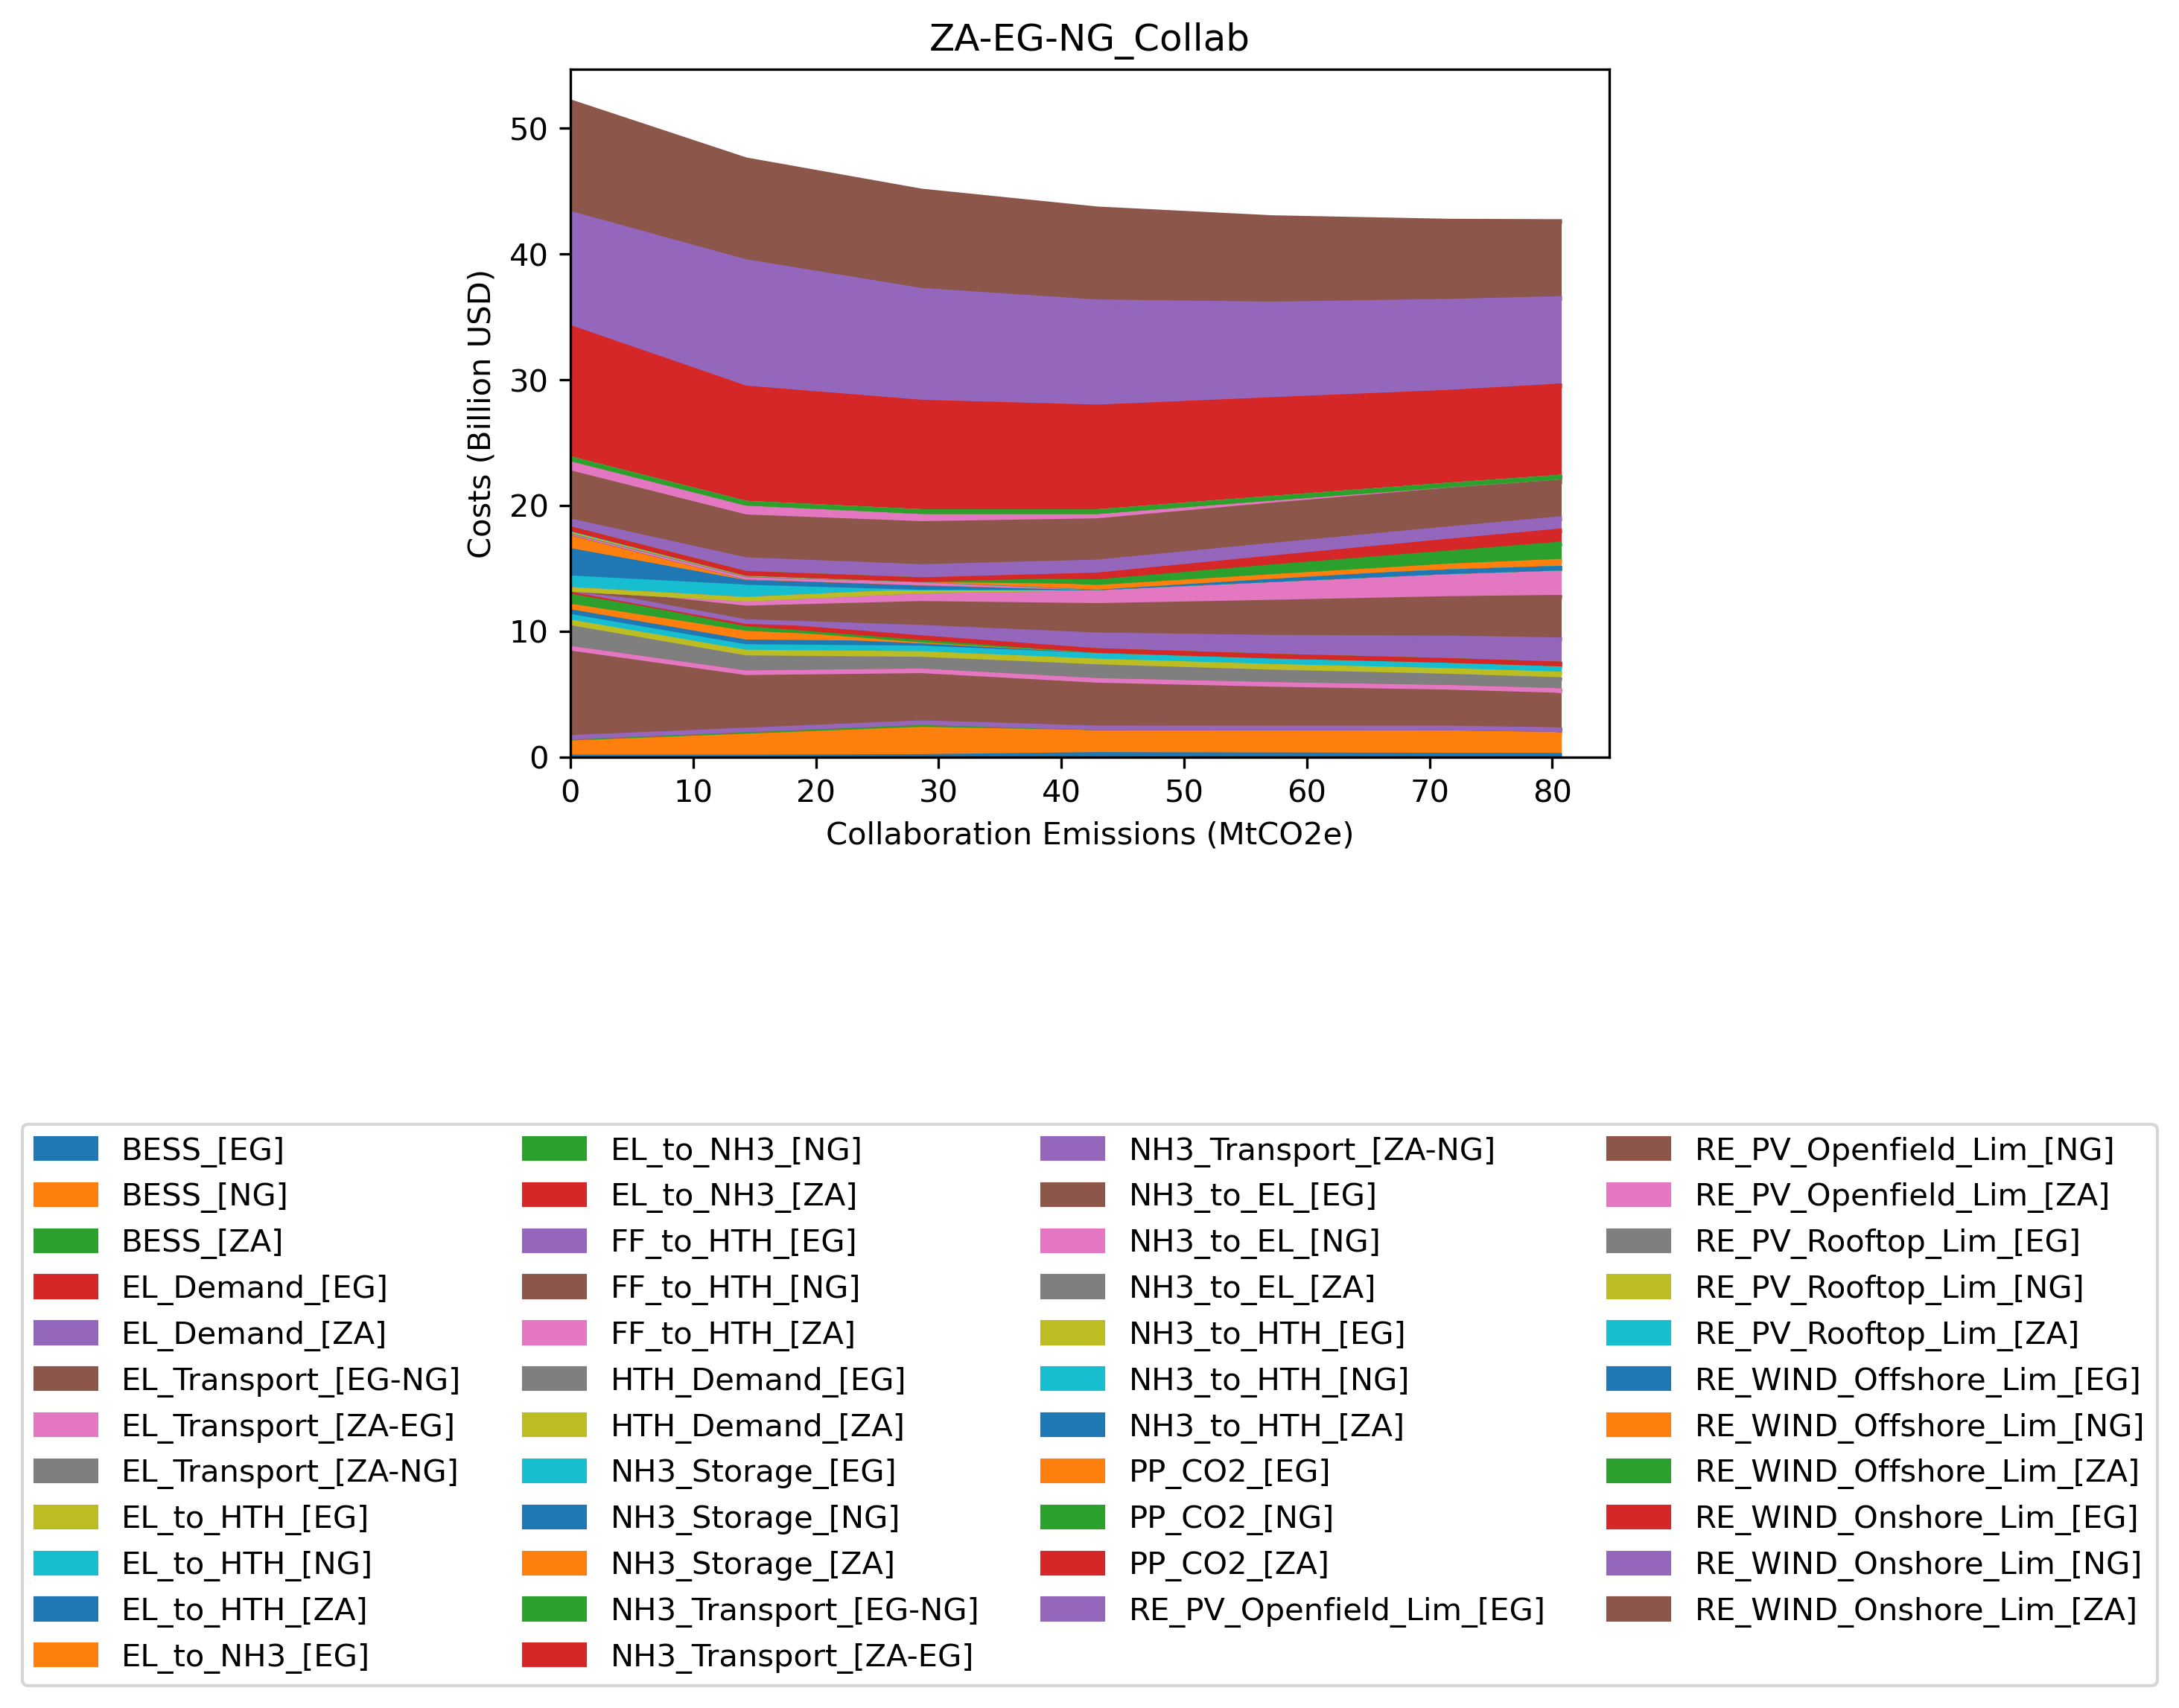 ZA-EG-NG_Collab
50
40
30
20
10
0
Costs (Billion USD)
0 10 20 30 40 50 60 70 80
Collaboration Emissions (MtCO2e)
BESS_[EG]
BESS_[NG]
BESS_[ZA]
EL_Demand_[EG]
EL_Demand_[ZA]
EL_Transport_[EG-NG]
EL_Transport_[ZA-EG]
EL_Transport_[ZA-NG]
EL_to_HTH_[EG]
EL_to_HTH_[NG]
EL_to_HTH_[ZA]
EL_to_NH3_[EG]
EL_to_NH3_[NG]
EL_to_NH3_[ZA]
FF_to_HTH_[EG]
FF_to_HTH_[NG]
FF_to_HTH_[ZA]
HTH_Demand_[EG]
HTH_Demand_[ZA]
NH3_Storage_[EG]
NH3_Storage_[NG]
NH3_Storage_[ZA]
NH3_Transport_[EG-NG]
NH3_Transport_[ZA-EG]
NH3_Transport_[ZA-NG]
NH3_to_EL_[EG]
NH3_to_EL_[NG]
NH3_to_EL_[ZA]
NH3_to_HTH_[EG]
NH3_to_HTH_[NG]
NH3_to_HTH_[ZA]
PP_CO2_[EG]
PP_CO2_[NG]
PP_CO2_[ZA]
RE_PV_Openfield_Lim_[EG]
RE_PV_Openfield_Lim_[NG]
RE_PV_Openfield_Lim_[ZA]
RE_PV_Rooftop_Lim_[EG]
RE_PV_Rooftop_Lim_[NG]
RE_PV_Rooftop_Lim_[ZA]
RE_WIND_Offshore_Lim_[EG]
RE_WIND_Offshore_Lim_[NG]
RE_WIND_Offshore_Lim_[ZA]
RE_WIND_Onshore_Lim_[EG]
RE_WIND_Onshore_Lim_[NG]
RE_WIND_Onshore_Lim_[ZA]